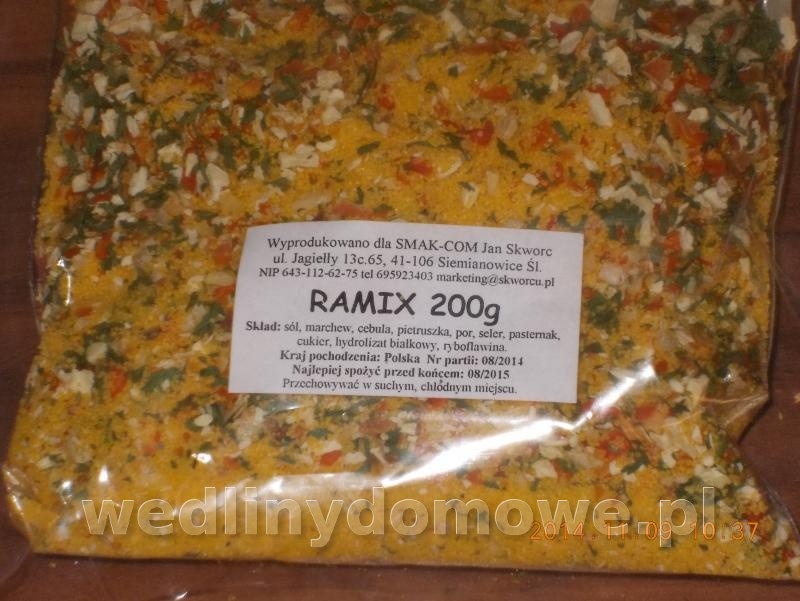 Wyprodukowano dla SMAK-COM Jan Skworc
ul. Jagiełły 13c.65, 41-106 Siemianowice Śl.
NIP 643-112-62-75 tel 695923403 marketing@skworcu.pl
RAMIX 200g
Skład: sól, marchew, cebula, pietruszka, por, seler, pasternak,
cukier, hydrolizat białkowy, ryboflawina.
Kraj pochodzenia: Polska Nr partii: 08/2014
Najlepiej spożyć przed końcem: 08/2015
Przechowywać w suchym, chłodnym miejscu.
wedlinydomowe.pl
2014.11.09 10:37